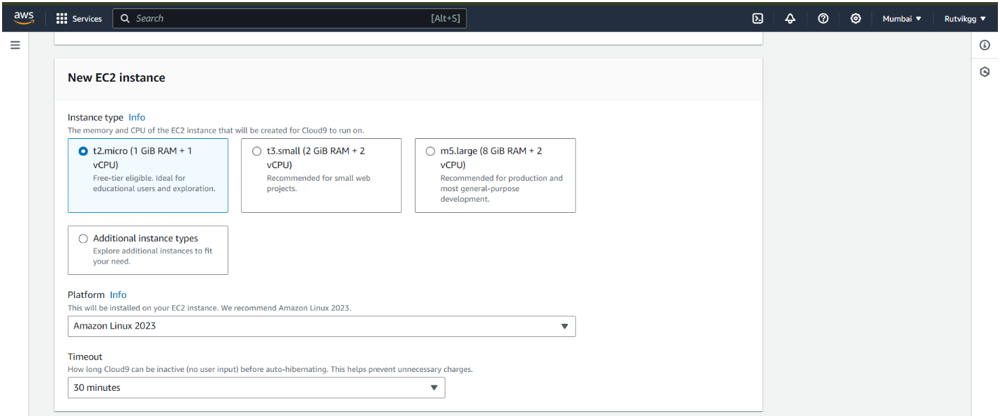 aws Services Search [Alt+S] Mumbai Rutvikgg
New EC2 instance
Instance type Info
The memory and CPU of the EC2 instance that will be created for Cloud9 to run on.
t2.micro (1 GiB RAM + 1
vCPU)
Free-tier eligible. Ideal for
educational users and exploration.
t3.small (2 GiB RAM + 2
vCPU)
Recommended for small web
projects.
m5.large (8 GiB RAM + 2
vCPU)
Recommended for production and
most general-purpose
development.
Additional instance types
Explore additional instances to fit
your need.
Platform Info
This will be installed on your EC2 instance. We recommend Amazon Linux 2023.
Amazon Linux 2023
Timeout
How long Cloud9 can be inactive (no user input) before auto-hibernating. This helps prevent unnecessary charges.
30 minutes